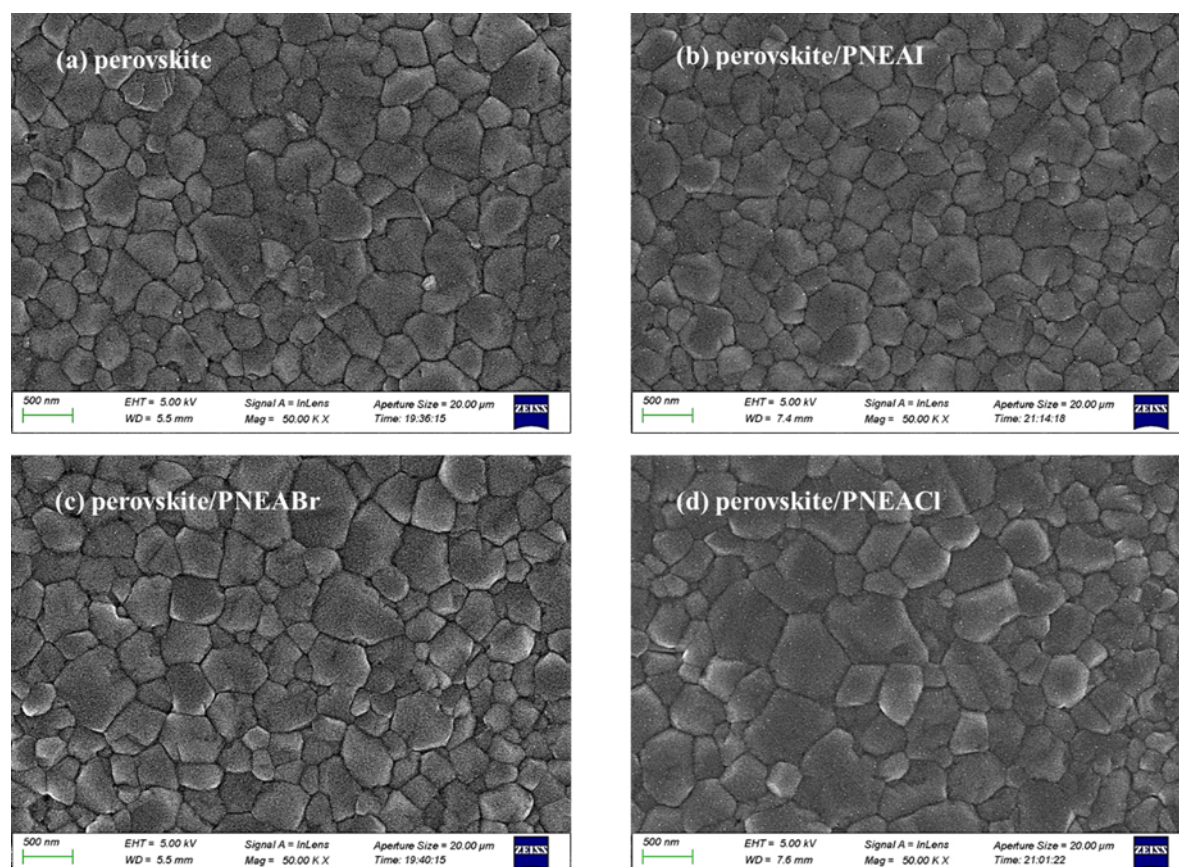 (a) perovskite
500 nm
EHT = 5.00 kV
WD = 5.5 mm
Signal A = InLens
Mag = 50.00 K X
Aperture Size = 20.00 µm
Time: 19:36:15
ZEISS
(b) perovskite/PNEAI
500 nm
EHT = 5.00 kV
WD = 7.4 mm
Signal A = InLens
Mag = 50.00 K X
Aperture Size = 20.00 µm
Time: 21:14:18
ZEISS
(c) perovskite/PNEABr
500 nm
EHT = 5.00 kV
WD = 5.5 mm
Signal A = InLens
Mag = 50.00 K X
Aperture Size = 20.00 µm
Time: 19:40:15
ZEISS
(d) perovskite/PNEACl
500 nm
EHT = 5.00 kV
WD = 7.6 mm
Signal A = InLens
Mag = 50.00 K X
Aperture Size = 20.00 µm
Time: 21:01:22
ZEISS